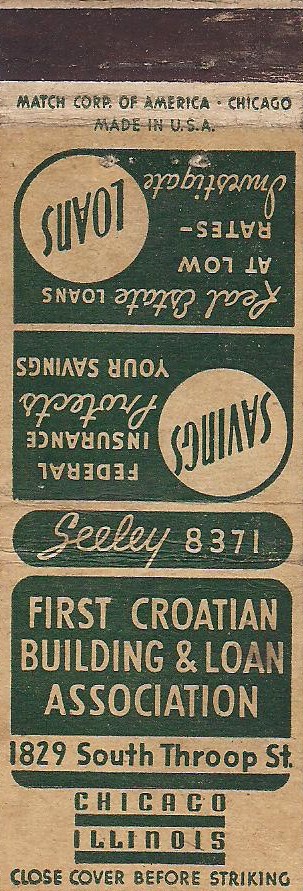 MATCH CORP. OF AMERICA · CHICAGO
MADE IN U.S.A.
Real Estate LOANS
AT LOW
RATES-
Investigate
LOANS
SAVINGS
FEDERAL
INSURANCE
Protects
YOUR SAVINGS
Seeley 8371
FIRST CROATIAN
BUILDING & LOAN
ASSOCIATION
1829 South Throop St.
CHICAGO
ILLINOIS
CLOSE COVER BEFORE STRIKING